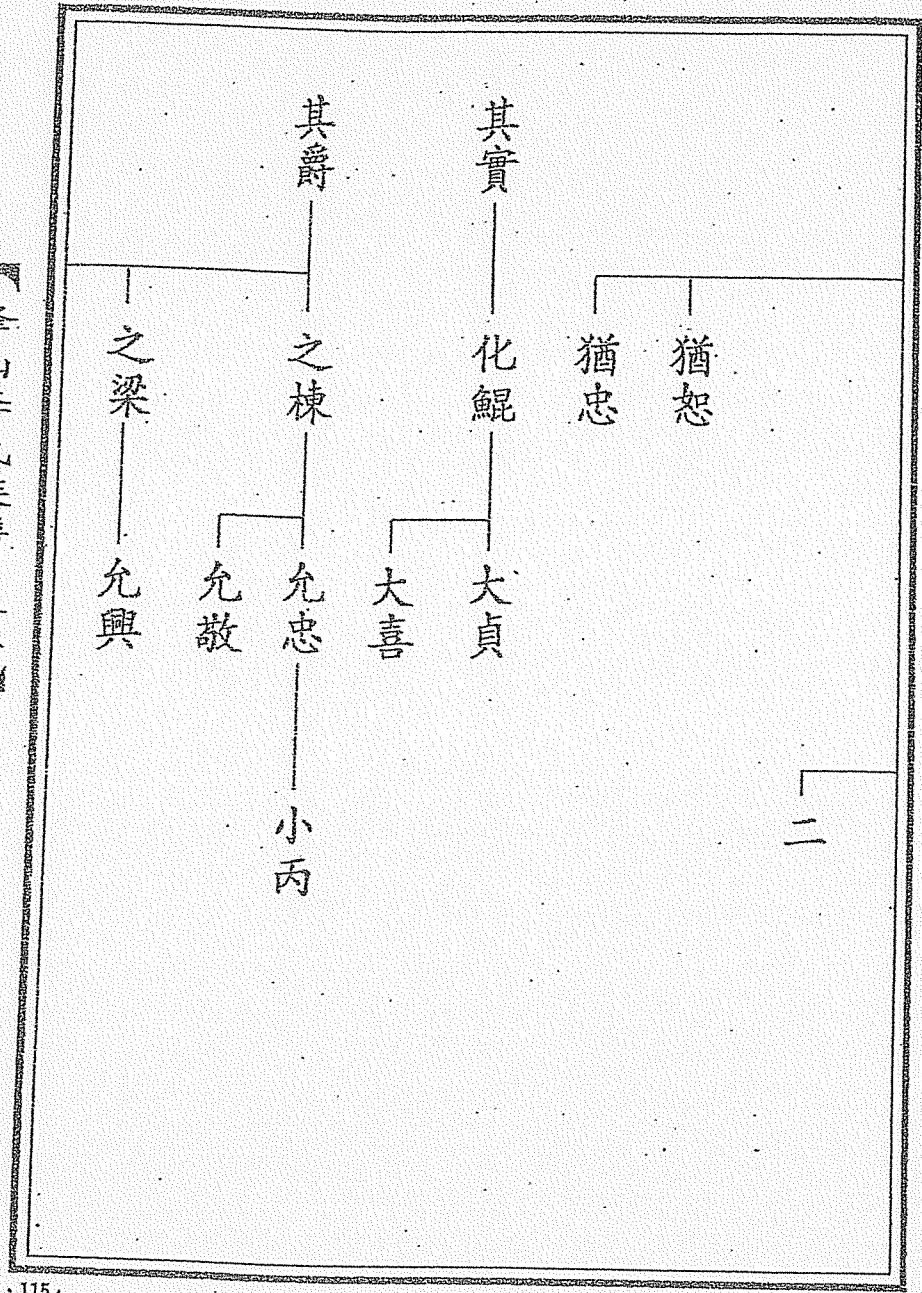 猶恕
猶忠
二
其實
化鯤
大貞
大喜
其爵
之棟
允忠
小丙
允敬
之梁
允興
115